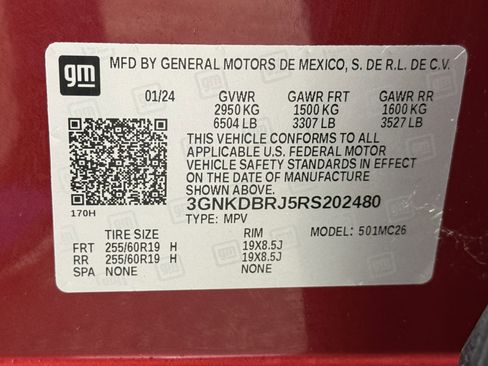 gm MFD BY GENERAL MOTORS DE MEXICO, S. DE R.L. DE C.V.
01/24 GVWR GAWR FRT GAWR RR
2950 KG 1500 KG 1600 KG
6504 LB 3307 LB 3527 LB
THIS VEHICLE CONFORMS TO ALL
APPLICABLE U.S. FEDERAL MOTOR
VEHICLE SAFETY STANDARDS IN EFFECT
ON THE DATE OF MANUFACTURE
SHOWN ABOVE.
170H 3GNKDBRJ5RS202480
TYPE: MPV
TIRE SIZE RIM MODEL: 501MC26
FRT 255/60R19 H 19X8.5J
RR 255/60R19 H 19X8.5J
SPA NONE NONE